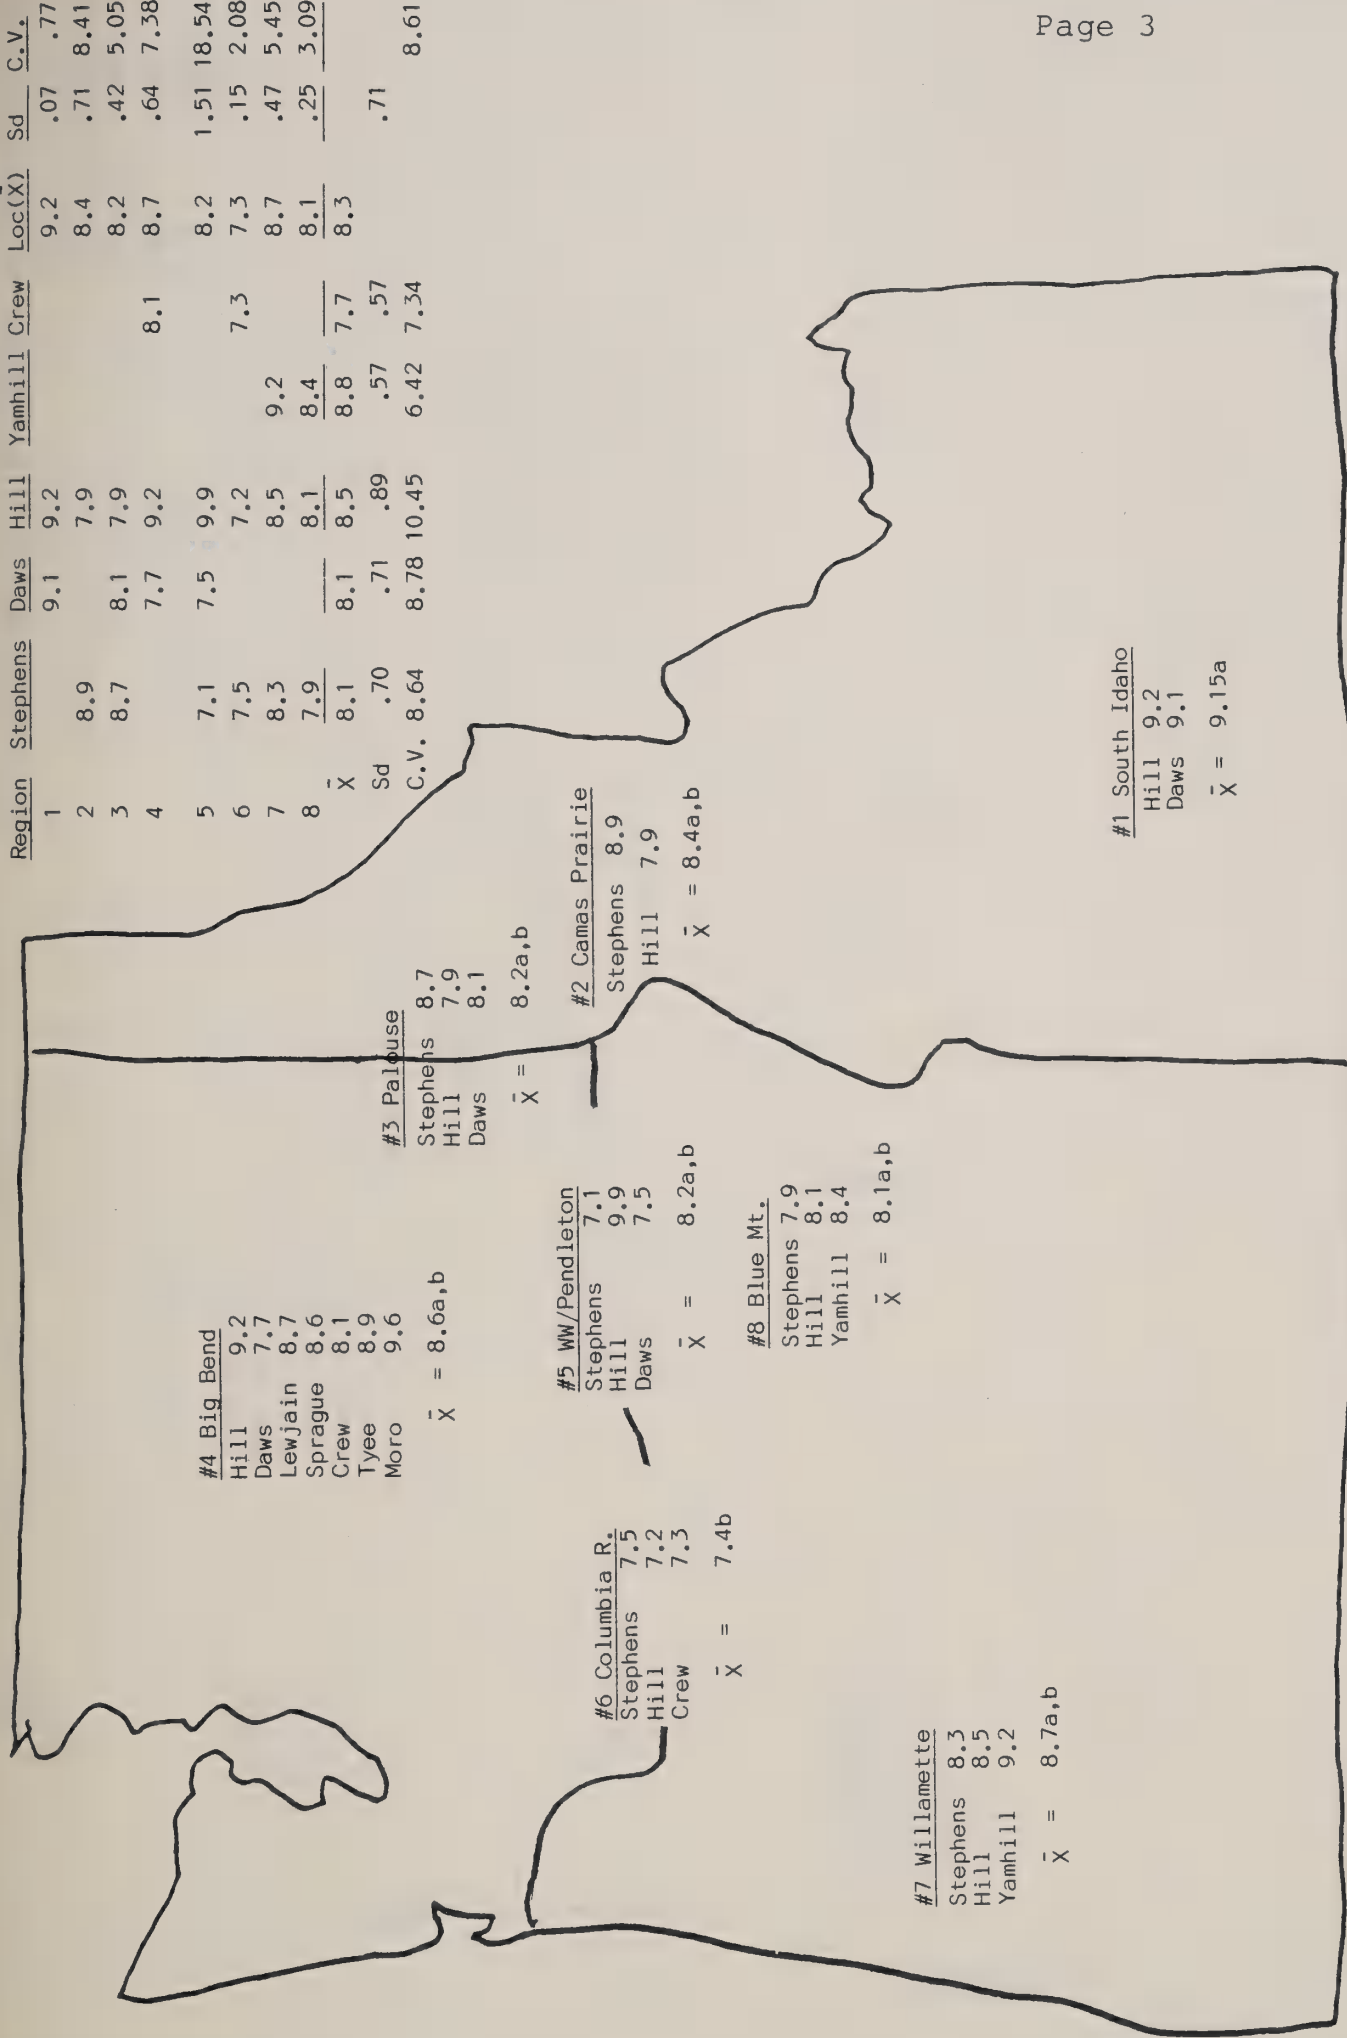 Page 3
Region Stephens Daws Hill Yamhill Crew Loc(X̄) Sd C.V.
1 9.1 9.2 9.2 .07 .77
2 8.9 7.9 8.4 .71 8.41
3 8.7 8.1 7.9 8.2 .42 5.05
4 7.7 9.2 8.1 8.7 .64 7.38
5 7.1 7.5 9.9 8.2 1.51 18.54
6 7.5 7.2 7.3 7.3 .15 2.08
7 8.3 8.5 9.2 8.7 .47 5.45
8 7.9 8.1 8.4 8.1 .25 3.09
X̄ 8.1 8.1 8.5 8.8 7.7 8.3
Sd .70 .71 .89 .57 .57 .71
C.V. 8.64 8.78 10.45 6.42 7.34 8.61
#4 Big Bend
Hill 9.2
Daws 7.7
Lewjain 8.7
Sprague 8.6
Crew 8.1
Tyee 8.9
Moro 9.6
X̄ = 8.6a,b
#3 Palouse
Stephens 8.7
Hill 7.9
Daws 8.1
X̄ = 8.2a,b
#6 Columbia R.
Stephens 7.5
Hill 7.2
Crew 7.3
X̄ = 7.4b
#5 WW/Pendleton
Stephens 7.1
Hill 9.9
Daws 7.5
X̄ = 8.2a,b
#2 Camas Prairie
Stephens 8.9
Hill 7.9
X̄ = 8.4a,b
#8 Blue Mt.
Stephens 7.9
Hill 8.1
Yamhill 8.4
X̄ = 8.1a,b
#7 Willamette
Stephens 8.3
Hill 8.5
Yamhill 9.2
X̄ = 8.7a,b
#1 South Idaho
Hill 9.2
Daws 9.1
X̄ = 9.15a